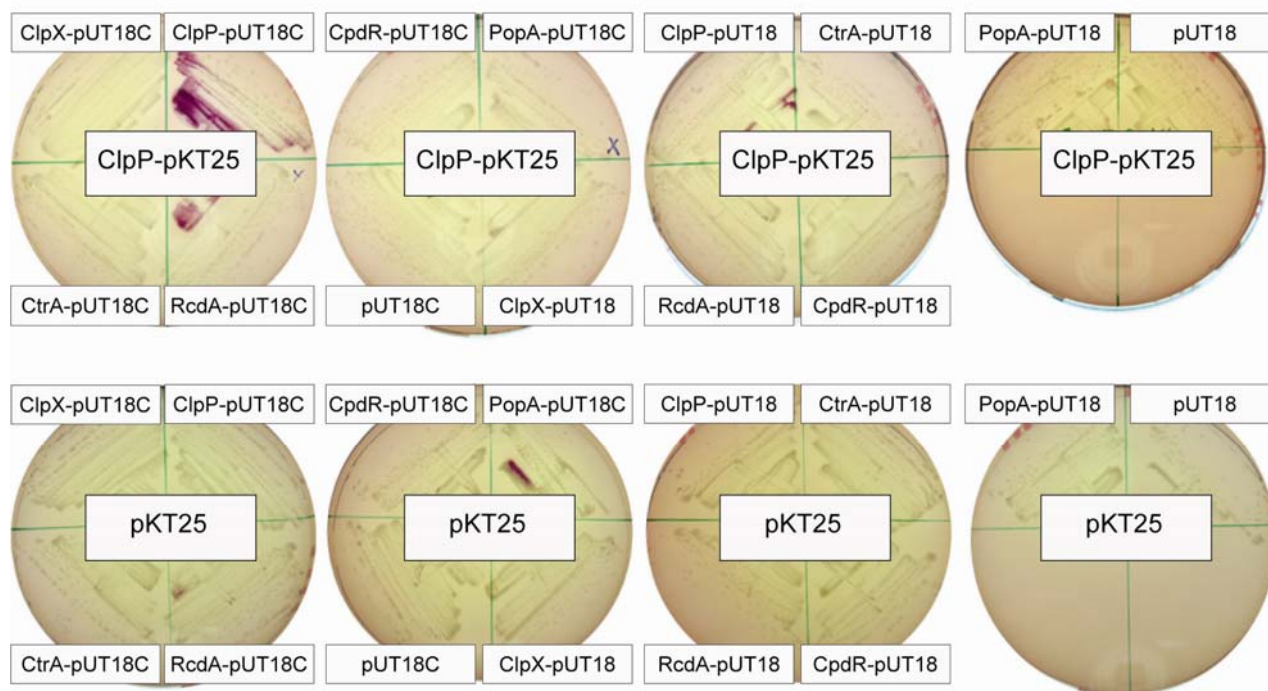 ClpX-pUT18C ClpP-pUT18C CpdR-pUT18C PopA-pUT18C ClpP-pUT18 CtrA-pUT18 PopA-pUT18 pUT18
X
ClpP-pKT25 ClpP-pKT25 ClpP-pKT25 ClpP-pKT25
CtrA-pUT18C RcdA-pUT18C pUT18C ClpX-pUT18 RcdA-pUT18 CpdR-pUT18
ClpX-pUT18C ClpP-pUT18C CpdR-pUT18C PopA-pUT18C ClpP-pUT18 CtrA-pUT18 PopA-pUT18 pUT18
pKT25 pKT25 pKT25 pKT25
CtrA-pUT18C RcdA-pUT18C pUT18C ClpX-pUT18 RcdA-pUT18 CpdR-pUT18